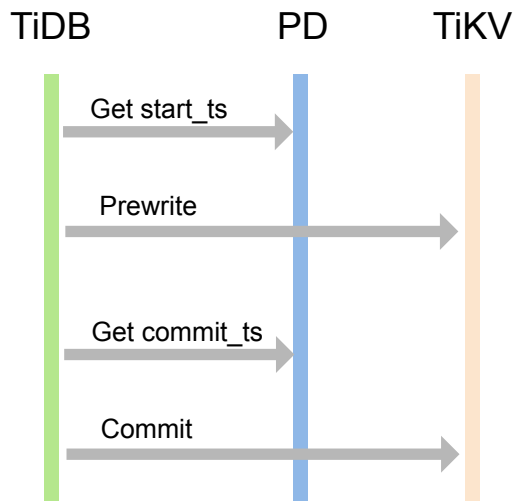 TiDB PD TiKV
Get start_ts
Prewrite
Get commit_ts
Commit